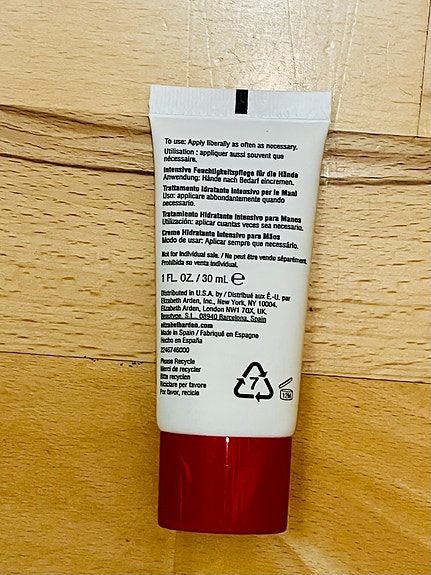 To use: Apply liberally as often as necessary.
Utilisation : appliquer aussi souvent que
nécessaire.
Intensive Feuchtigkeitspflege für die Hände
Anwendung: Hände nach Bedarf eincremen.
Trattamento Idratante Intensivo per le Mani
Uso: applicare abbondantemente quando
necessario.
Tratamiento Hidratante Intensivo para Manos
Utilización: aplicar cuantas veces sea necesario.
Creme Hidratante Intensivo para Mãos
Modo de usar: Aplicar sempre que necessário.
Not for individual sale. / Ne peut être vendu séparément.
Prohibida su venta individual.
1 FL. OZ. / 30 mL ℮
Distributed in U.S.A. by / Distribué aux É.-U. par
Elizabeth Arden, Inc., New York, NY 10004.
Elizabeth Arden, London NW1 7QX, UK.
Beautyge, S.L., 08940 Barcelona, Spain
elizabetharden.com
Made in Spain / Fabriqué en Espagne
Hecho en España
2246746000
Please Recycle
Merci de recycler
Bitte recyclen
Riciclare per favore
Por favor, recicle
7
12M